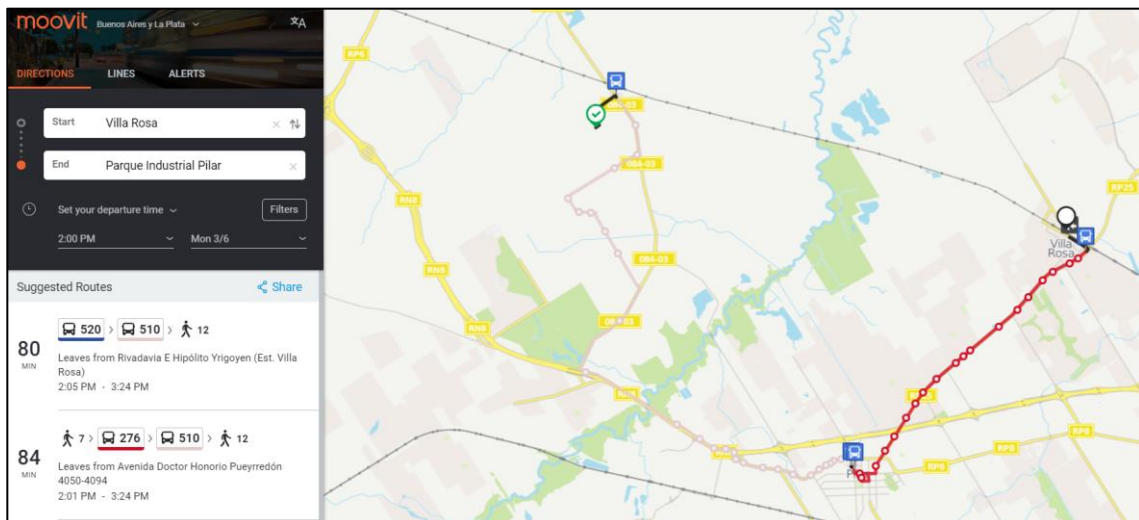 moovit Buenos Aires y La Plata
DIRECTIONS LINES ALERTS
Start Villa Rosa
End Parque Industrial Pilar
Set your departure time Filters
2:00 PM Mon 3/6
Suggested Routes Share
80 MIN
520 > 510 > 12
Leaves from Rivadavia E Hipólito Yrigoyen (Est. Villa
Rosa)
2:05 PM - 3:24 PM
84 MIN
7 > 276 > 510 > 12
Leaves from Avenida Doctor Honorio Pueyrredón
4050-4094
2:01 PM - 3:24 PM
RP6
084-03
084-03
RN8
RP25
Villa
Rosa
084-03
RN8
RN8
RP8
RP8